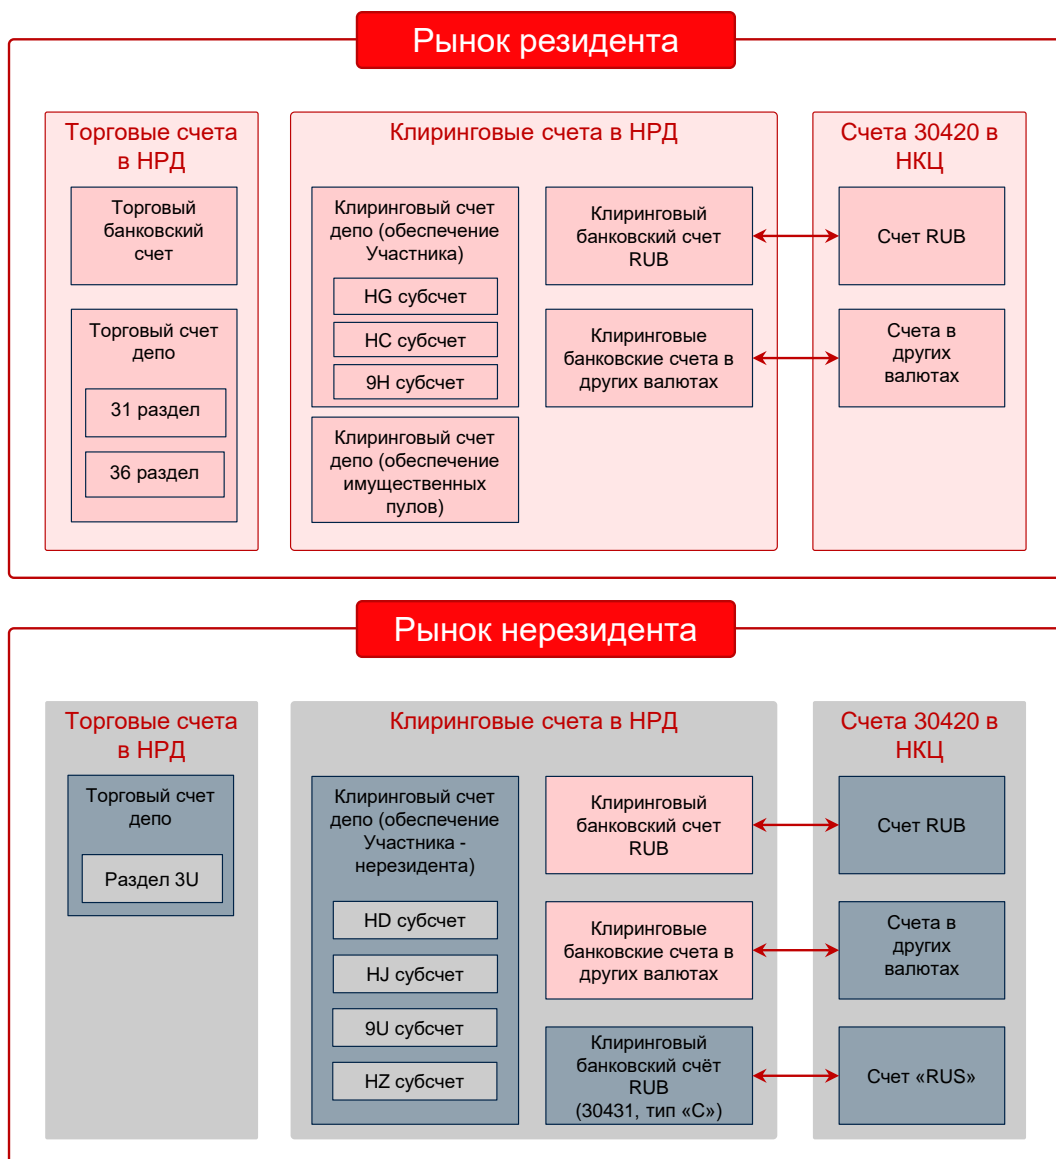 Рынок резидента
Торговые счета
в НРД
Торговый
банковский
счет
Торговый счет
депо
31 раздел
36 раздел
Клиринговые счета в НРД
Клиринговый счет
депо (обеспечение
Участника)
HG субсчет
HC субсчет
9H субсчет
Клиринговый счет
депо (обеспечение
имущественных
пулов)
Клиринговый
банковский счет
RUB
Клиринговые
банковские счета в
других валютах
Счета 30420 в
НКЦ
Счет RUB
Счета в
других
валютах
Рынок нерезидента
Торговые счета
в НРД
Торговый счет
депо
Раздел 3U
Клиринговые счета в НРД
Клиринговый счет
депо (обеспечение
Участника -
нерезидента)
HD субсчет
HJ субсчет
9U субсчет
HZ субсчет
Клиринговый
банковский счет
RUB
Клиринговые
банковские счета в
других валютах
Клиринговый
банковский счёт
RUB
(30431, тип «С»)
Счета 30420 в
НКЦ
Счет RUB
Счета в
других
валютах
Счет «RUS»